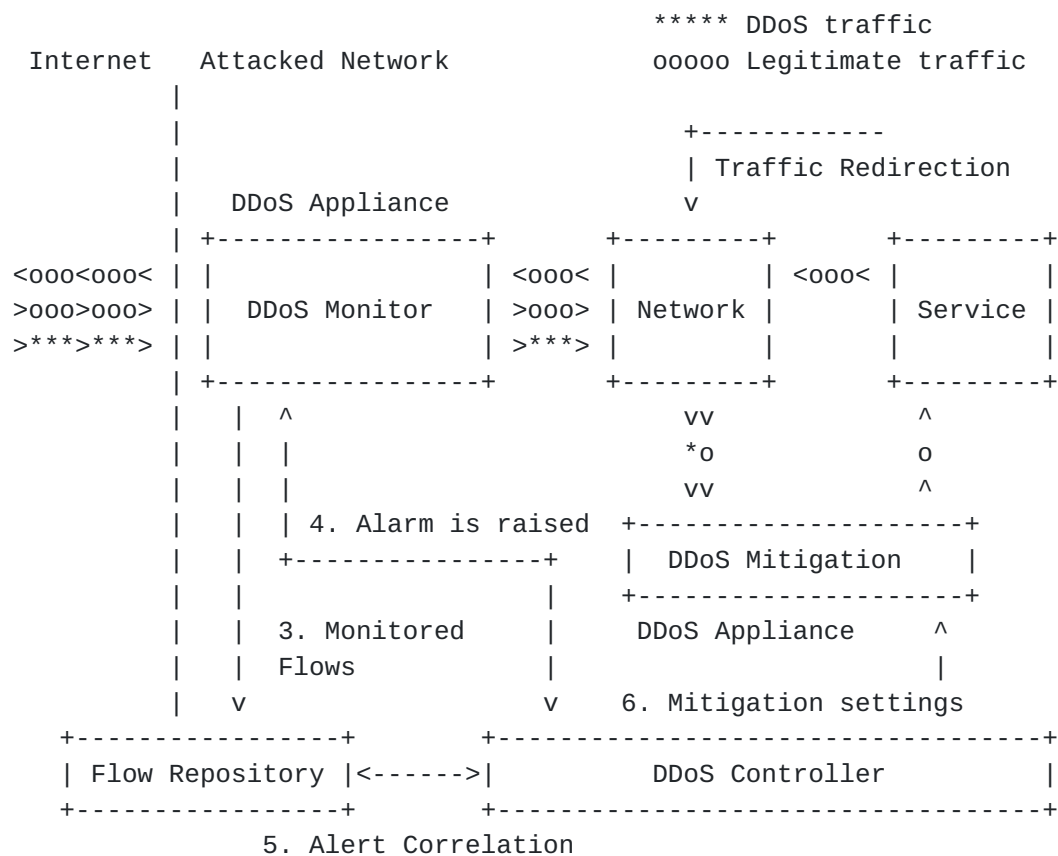 ***** DDoS traffic
 Internet   Attacked Network             ooooo Legitimate traffic
          |
          |                                +------------
          |                                | Traffic Redirection
          |   DDoS Appliance               v
          | +-----------------+       +---------+       +---------+
<ooo<ooo< | |                 | <ooo< |         | <ooo< |         |
>ooo>ooo> | |  DDoS Monitor   | >ooo> | Network |       | Service |
>***>***> | |                 | >***> |         |       |         |
          | +-----------------+       +---------+       +---------+
          |   |  ^                         vv             ^
          |   |  |                         *o             o
          |   |  |                         vv             ^
          |   |  | 4. Alarm is raised  +---------------------+
          |   |  +----------------+    |  DDoS Mitigation    |
          |   |                   |    +---------------------+
          |   |  3. Monitored     |     DDoS Appliance     ^
          |   |  Flows            |                        |
          |   v                   v    6. Mitigation settings
   +-----------------+        +-----------------------------------+
   | Flow Repository |<------>|          DDoS Controller          |
   +-----------------+        +-----------------------------------+
                5. Alert Correlation